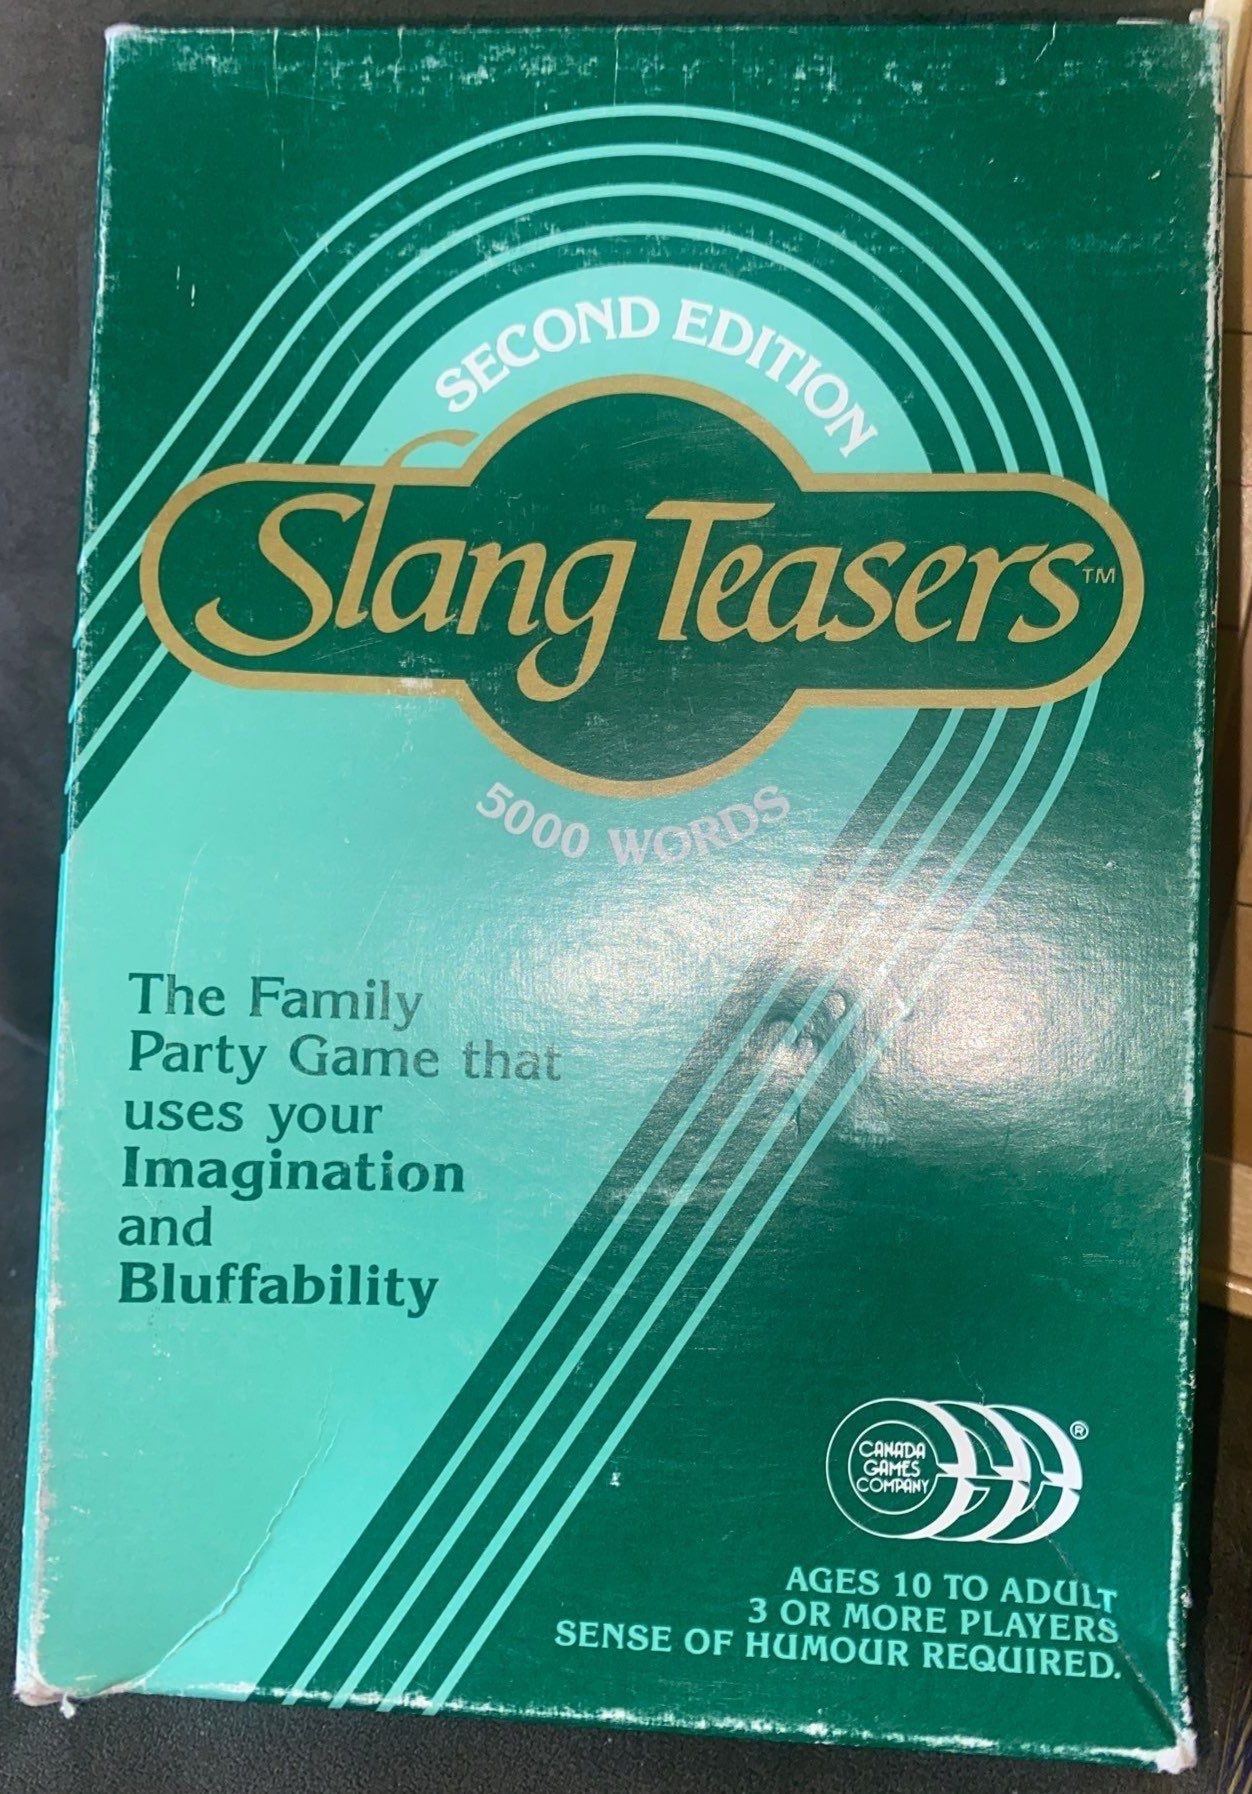 SECOND EDITION
Slang Teasers™
5000 WORDS
The Family
Party Game that
uses your
Imagination
and
Bluffability
CANADA
GAMES
COMPANY
®
AGES 10 TO ADULT
3 OR MORE PLAYERS
SENSE OF HUMOUR REQUIRED.